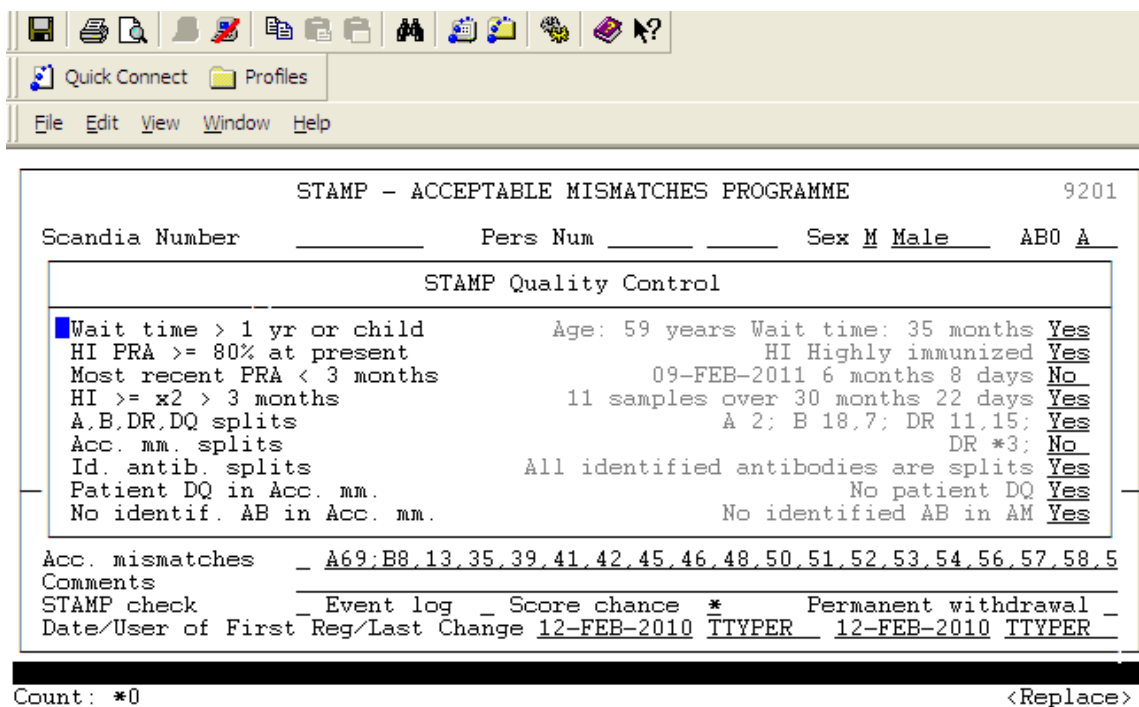 Quick Connect Profiles
File Edit View Window Help
STAMP – ACCEPTABLE MISMATCHES PROGRAMME 9201
Scandia Number ________ Pers Num ______ _____ Sex M Male AB0 A
STAMP Quality Control
Wait time > 1 yr or child Age: 59 years Wait time: 35 months Yes
HI PRA >= 80% at present HI Highly immunized Yes
Most recent PRA < 3 months 09–FEB–2011 6 months 8 days No
HI >= x2 > 3 months 11 samples over 30 months 22 days Yes
A,B,DR,DQ splits A 2; B 18,7; DR 11,15; Yes
Acc. mm. splits DR *3; No
Id. antib. splits All identified antibodies are splits Yes
Patient DQ in Acc. mm. No patient DQ Yes
No identif. AB in Acc. mm. No identified AB in AM Yes
Acc. mismatches _ A69;B8,13,35,39,41,42,45,46,48,50,51,52,53,54,56,57,58,5
Comments
STAMP check _ Event log _ Score chance * Permanent withdrawal _
Date/User of First Reg/Last Change 12–FEB–2010 TTYPER 12–FEB–2010 TTYPER
Count: *0 <Replace>